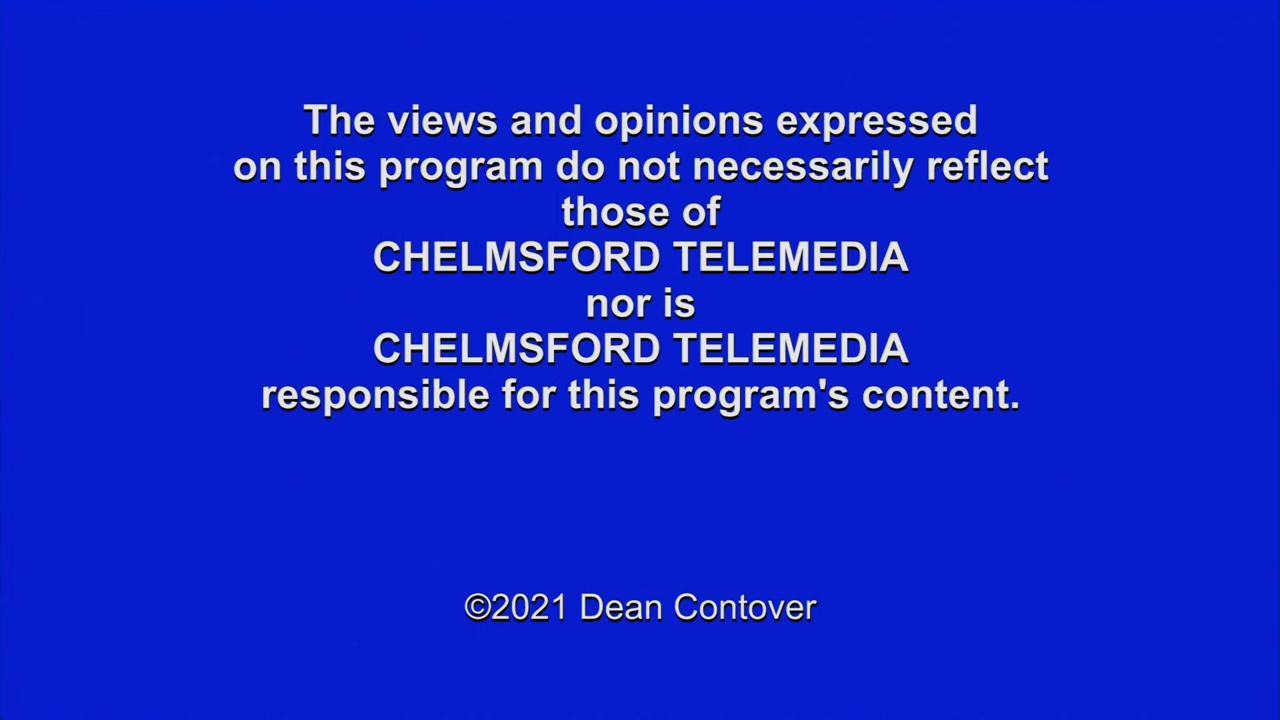 The views and opinions expressed
on this program do not necessarily reflect
those of
CHELMSFORD TELEMEDIA
nor is
CHELMSFORD TELEMEDIA
responsible for this program's content.
©2021 Dean Contover